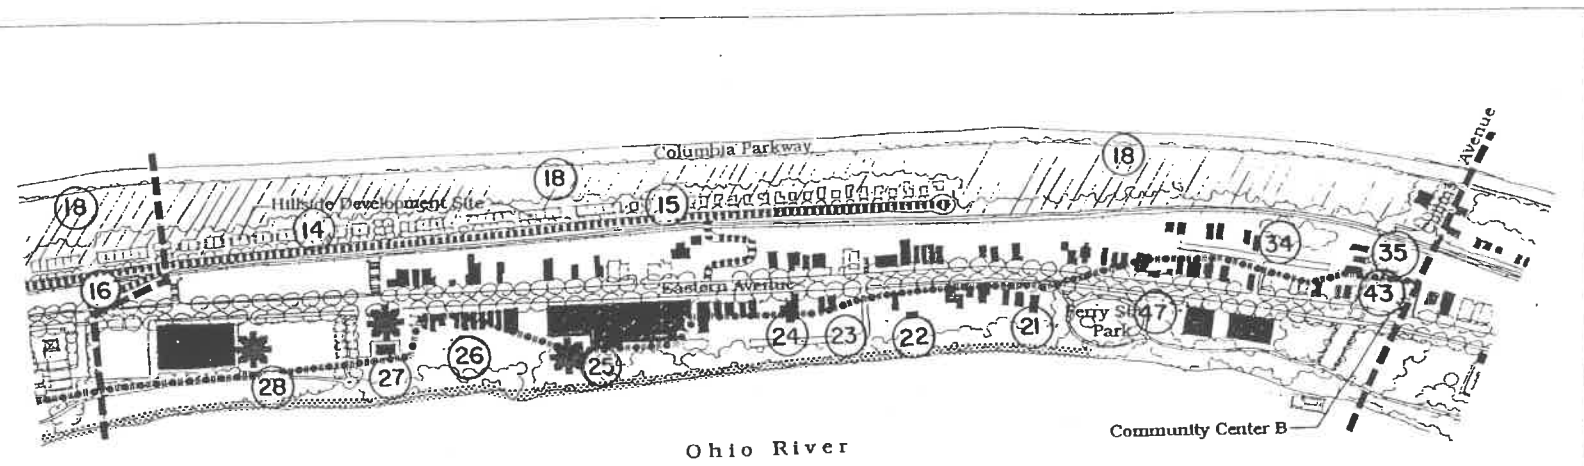 Avenue
Columbia Parkway
18
18
18
Hillside Development Site
15
14
34
35
16
Eastern Avenue
43
Ferry St
Park
47
24
23
22
21
26
25
27
28
Community Center B
Ohio River